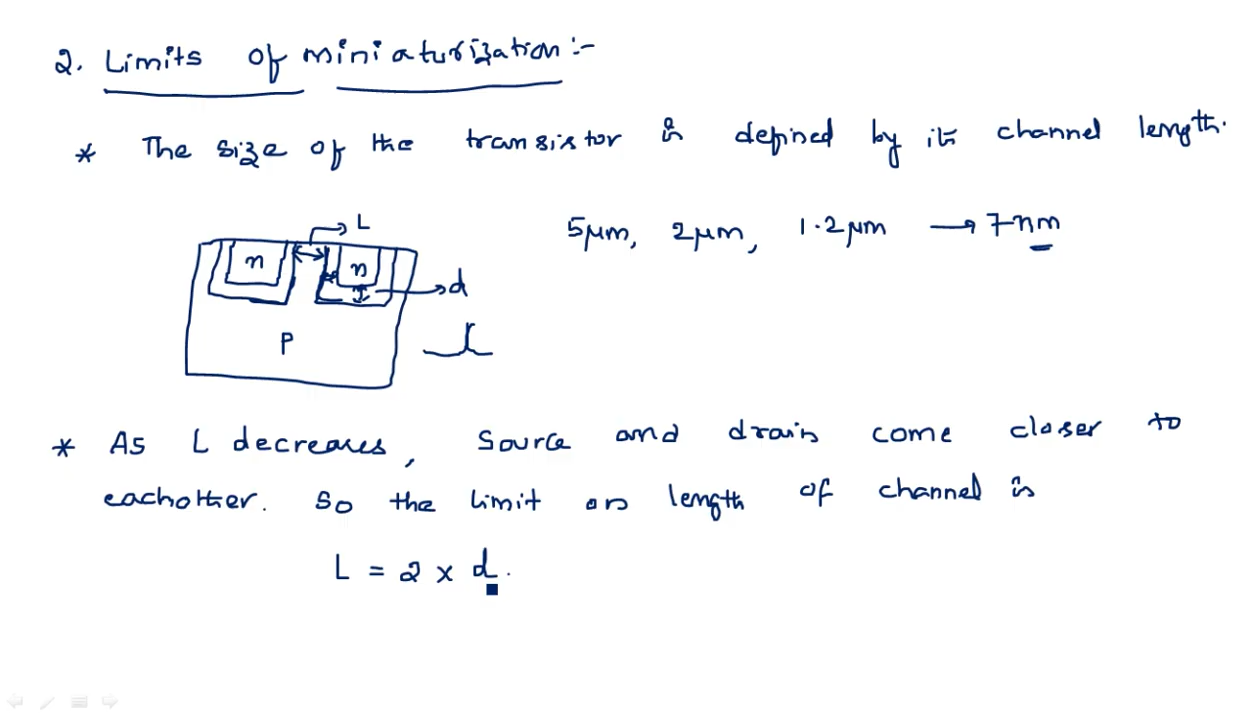 2. Limits of miniaturization :-
* The size of the transistor is defined by its channel length.
L
5μm, 2μm, 1.2μm → 7nm
n
n
d
P
* As L decreases, Source and drain come closer to
eachother. So the limit on length of channel is
L = 2 x d.